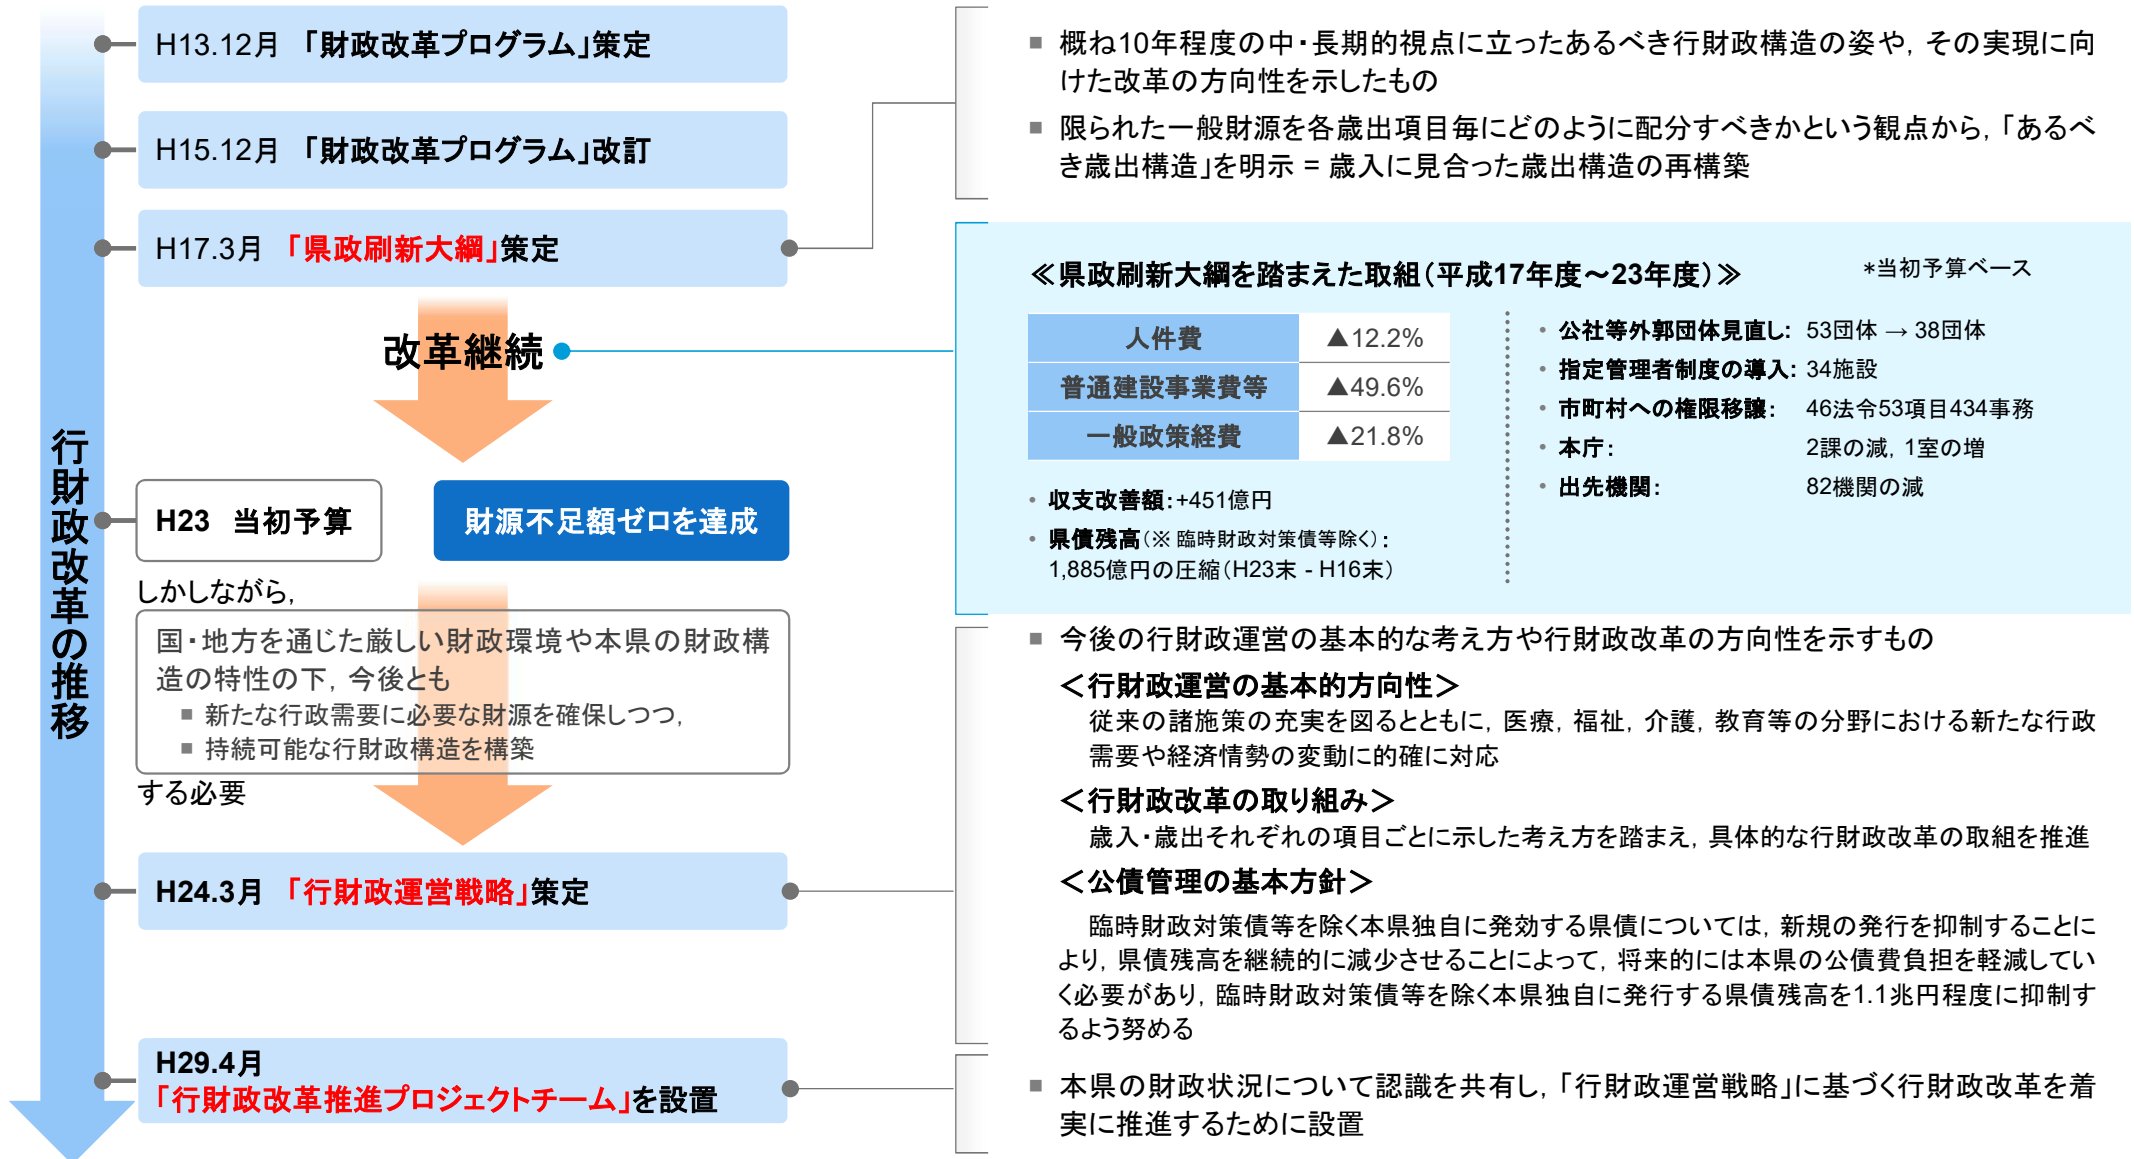 行財政改革の推移
H13.12月 「財政改革プログラム」策定
H15.12月 「財政改革プログラム」改訂
H17.3月 「県政刷新大綱」策定
改革継続
H23 当初予算
財源不足額ゼロを達成
しかしながら,
国・地方を通じた厳しい財政環境や本県の財政構
造の特性の下, 今後とも
■ 新たな行政需要に必要な財源を確保しつつ,
■ 持続可能な行財政構造を構築
する必要
H24.3月 「行財政運営戦略」策定
H29.4月
「行財政改革推進プロジェクトチーム」を設置
■ 概ね10年程度の中・長期的視点に立ったあるべき行財政構造の姿や, その実現に向
けた改革の方向性を示したもの
■ 限られた一般財源を各歳出項目毎にどのように配分すべきかという観点から, 「あるべ
き歳出構造」を明示 = 歳入に見合った歳出構造の再構築
≪県政刷新大綱を踏まえた取組(平成17年度～23年度)≫ *当初予算ベース
人件費 ▲12.2%
普通建設事業費等 ▲49.6%
一般政策経費 ▲21.8%
• 収支改善額:+451億円
• 県債残高(※ 臨時財政対策債等除く):
1,885億円の圧縮(H23末 - H16末)
• 公社等外郭団体見直し: 53団体 → 38団体
• 指定管理者制度の導入: 34施設
• 市町村への権限移譲: 46法令53項目434事務
• 本庁: 2課の減, 1室の増
• 出先機関: 82機関の減
■ 今後の行財政運営の基本的な考え方や行財政改革の方向性を示すもの
＜行財政運営の基本的方向性＞
従来の諸施策の充実を図るとともに, 医療, 福祉, 介護, 教育等の分野における新たな行政
需要や経済情勢の変動に的確に対応
＜行財政改革の取り組み＞
歳入・歳出それぞれの項目ごとに示した考え方を踏まえ, 具体的な行財政改革の取組を推進
＜公債管理の基本方針＞
臨時財政対策債等を除く本県独自に発効する県債については, 新規の発行を抑制することに
より, 県債残高を継続的に減少させることによって, 将来的には本県の公債費負担を軽減してい
く必要があり, 臨時財政対策債等を除く本県独自に発行する県債残高を1.1兆円程度に抑制す
るよう努める
■ 本県の財政状況について認識を共有し, 「行財政運営戦略」に基づく行財政改革を着
実に推進するために設置